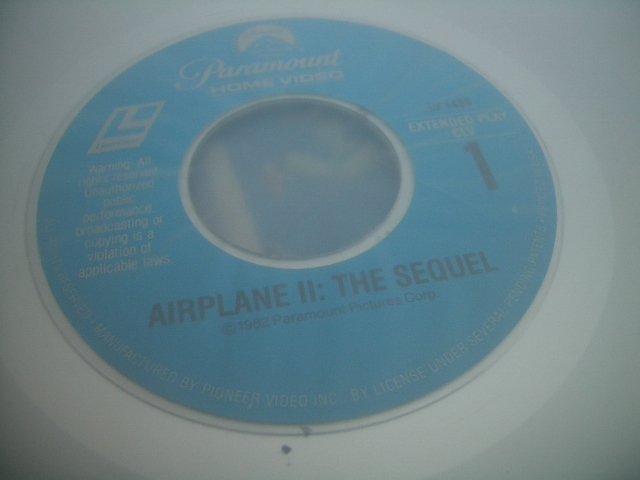 Paramount
HOME VIDEO
EXTENDED PLAY
CLV
1
Warning: All
rights reserved.
Unauthorized
public
performance,
broadcasting or
copying is a
violation of
applicable laws.
AIRPLANE II: THE SEQUEL
©1982 Paramount Pictures Corp.
MANUFACTURED BY PIONEER VIDEO, INC. BY LICENSE UNDER SEVERAL PENDING PATENTS